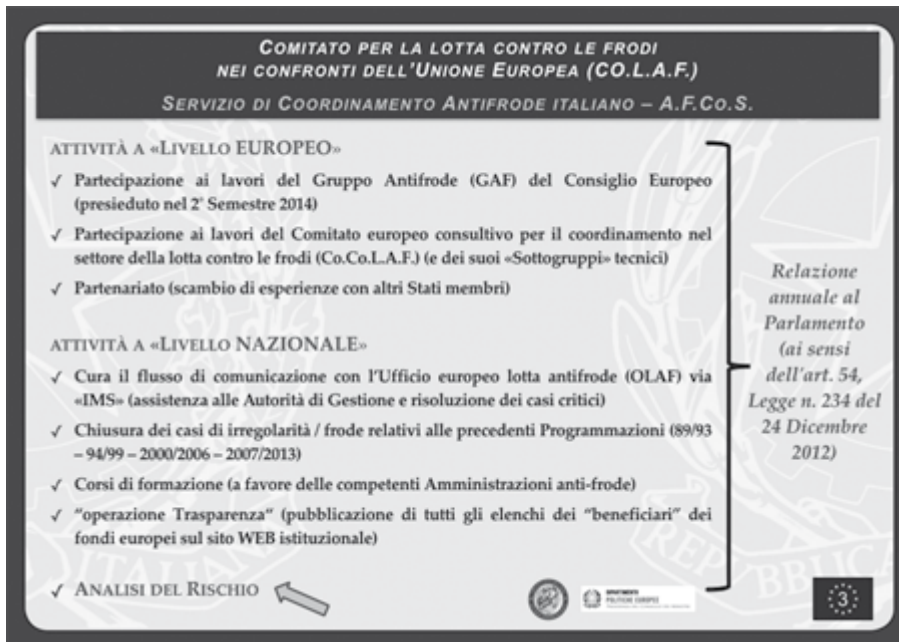 COMITATO PER LA LOTTA CONTRO LE FRODI
NEI CONFRONTI DELL'UNIONE EUROPEA (CO.L.A.F.)
SERVIZIO DI COORDINAMENTO ANTIFRODE ITALIANO – A.F.CO.S.
ATTIVITÀ A «LIVELLO EUROPEO»
✓ Partecipazione ai lavori del Gruppo Antifrode (GAF) del Consiglio Europeo
(presieduto nel 2° Semestre 2014)
✓ Partecipazione ai lavori del Comitato europeo consultivo per il coordinamento nel
settore della lotta contro le frodi (Co.Co.L.A.F.) (e dei suoi «Sottogruppi» tecnici)
✓ Partenariato (scambio di esperienze con altri Stati membri)
ATTIVITÀ A «LIVELLO NAZIONALE»
✓ Cura il flusso di comunicazione con l'Ufficio europeo lotta antifrode (OLAF) via
«IMS» (assistenza alle Autorità di Gestione e risoluzione dei casi critici)
✓ Chiusura dei casi di irregolarità / frode relativi alle precedenti Programmazioni (89/93
– 94/99 – 2000/2006 – 2007/2013)
✓ Corsi di formazione (a favore delle competenti Amministrazioni anti-frode)
✓ "operazione Trasparenza" (pubblicazione di tutti gli elenchi dei "beneficiari" dei
fondi europei sul sito WEB istituzionale)
✓ ANALISI DEL RISCHIO
Relazione
annuale al
Parlamento
(ai sensi
dell'art. 54,
Legge n. 234 del
24 Dicembre
2012)
DIPARTIMENTO
POLITICHE EUROPEE
3